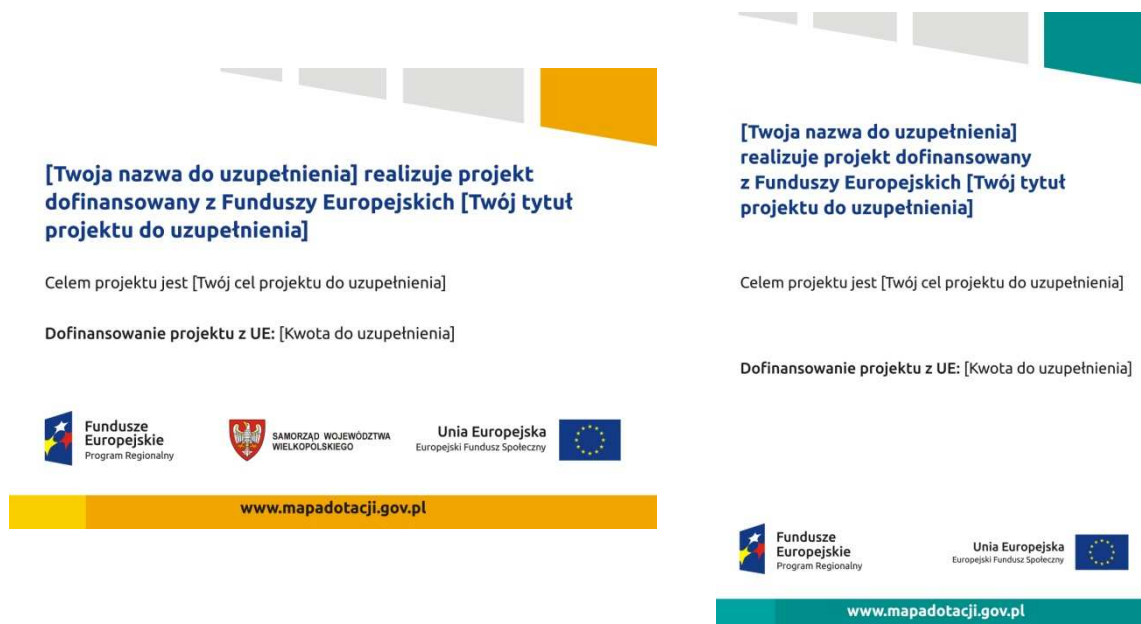 [Twoja nazwa do uzupełnienia] realizuje projekt
dofinansowany z Funduszy Europejskich [Twój tytuł
projektu do uzupełnienia]
Celem projektu jest [Twój cel projektu do uzupełnienia]
Dofinansowanie projektu z UE: [Kwota do uzupełnienia]
Fundusze
Europejskie
Program Regionalny
SAMORZĄD WOJEWÓDZTWA
WIELKOPOLSKIEGO
Unia Europejska
Europejski Fundusz Społeczny
www.mapadotacji.gov.pl
[Twoja nazwa do uzupełnienia]
realizuje projekt dofinansowany
z Funduszy Europejskich [Twój tytuł
projektu do uzupełnienia]
Celem projektu jest [Twój cel projektu do uzupełnienia]
Dofinansowanie projektu z UE: [Kwota do uzupełnienia]
Fundusze
Europejskie
Program Regionalny
Unia Europejska
Europejski Fundusz Społeczny
www.mapadotacji.gov.pl